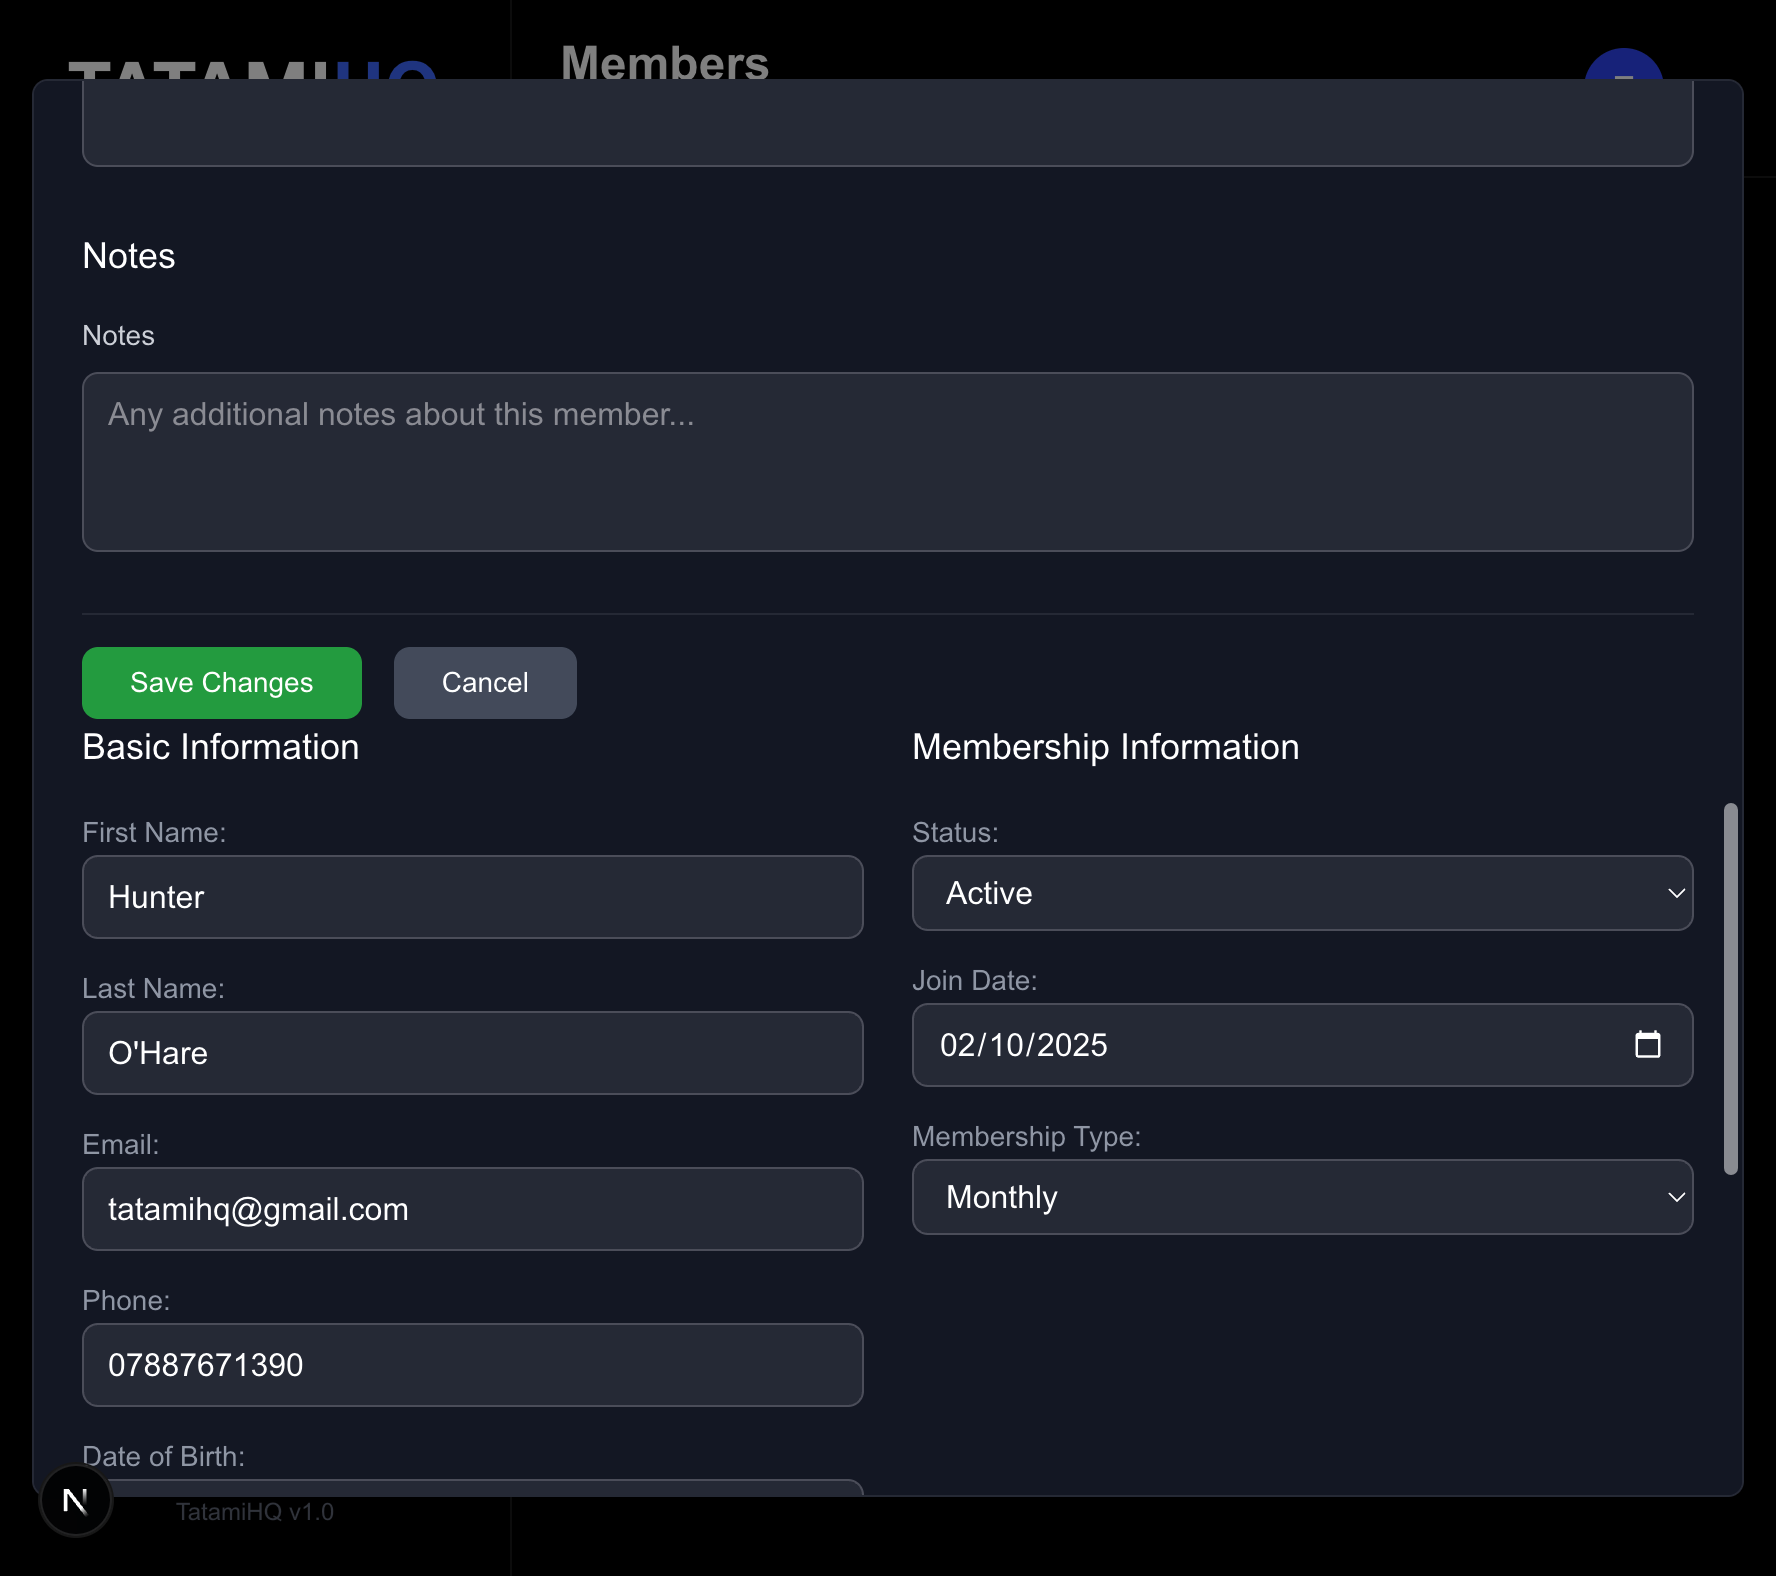 TATAMIHQ
Members
Notes
Notes
Any additional notes about this member...
Save Changes
Cancel
Basic Information
Membership Information
First Name:
Hunter
Last Name:
O'Hare
Email:
tatamihq@gmail.com
Phone:
07887671390
Date of Birth:
Status:
Active
Join Date:
02/10/2025
Membership Type:
Monthly
N
TatamiHQ v1.0